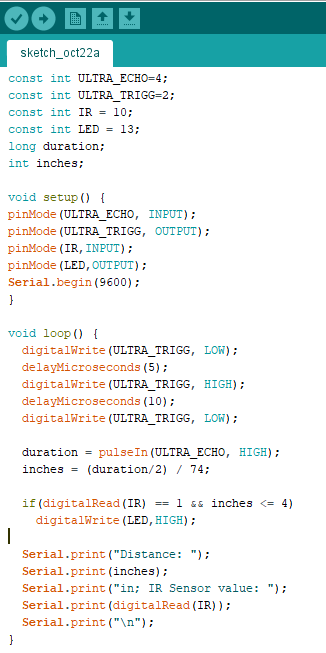 sketch_oct22a
const int ULTRA_ECHO=4;
const int ULTRA_TRIGG=2;
const int IR = 10;
const int LED = 13;
long duration;
int inches;
void setup() {
pinMode(ULTRA_ECHO, INPUT);
pinMode(ULTRA_TRIGG, OUTPUT);
pinMode(IR,INPUT);
pinMode(LED,OUTPUT);
Serial.begin(9600);
}
void loop() {
digitalWrite(ULTRA_TRIGG, LOW);
delayMicroseconds(5);
digitalWrite(ULTRA_TRIGG, HIGH);
delayMicroseconds(10);
digitalWrite(ULTRA_TRIGG, LOW);
duration = pulseIn(ULTRA_ECHO, HIGH);
inches = (duration/2) / 74;
if(digitalRead(IR) == 1 && inches <= 4)
digitalWrite(LED,HIGH);
Serial.print("Distance: ");
Serial.print(inches);
Serial.print("in; IR Sensor value: ");
Serial.print(digitalRead(IR));
Serial.print("\n");
}